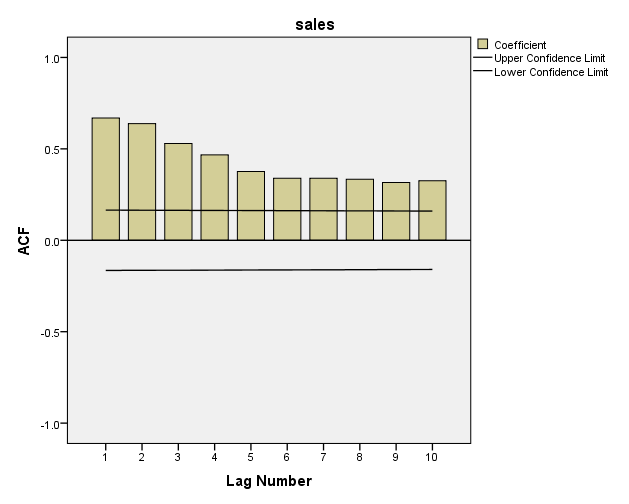 sales
Coefficient
Upper Confidence Limit
Lower Confidence Limit
1.0
0.5
0.0
-0.5
-1.0
ACF
1 2 3 4 5 6 7 8 9 10
Lag Number